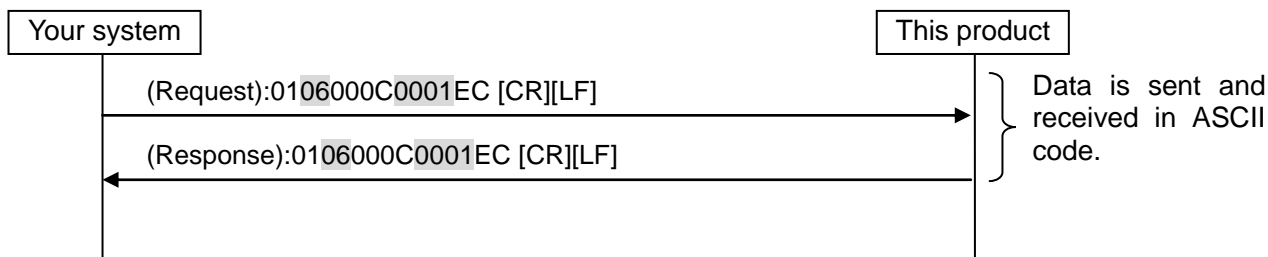 Your system
This product
(Request):0106000C0001EC [CR][LF]
(Response):0106000C0001EC [CR][LF]
Data is sent and
received in ASCII
code.